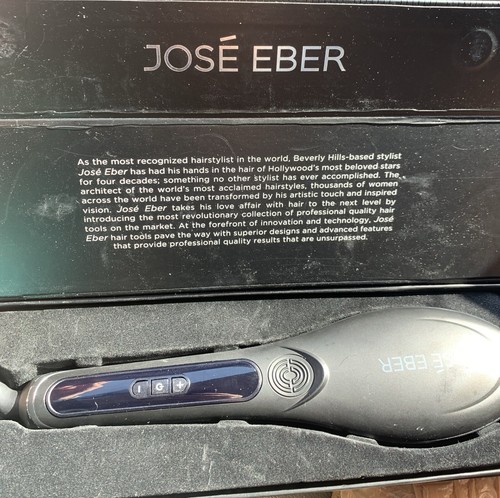 JOSÉ EBER
As the most recognized hairstylist in the world, Beverly Hills-based stylist
José Eber has had his hands in the hair of Hollywood's most beloved stars
for four decades; something no other stylist has ever accomplished. The
architect of the world's most acclaimed hairstyles, thousands of women
across the world have been transformed by his artistic touch and inspired
vision. José Eber takes his love affair with hair to the next level by
introducing the most revolutionary collection of professional quality hair
tools on the market. At the forefront of innovation and technology, José
Eber hair tools pave the way with superior designs and advanced features
that provide professional quality results that are unsurpassed.
JOSÉ EBER